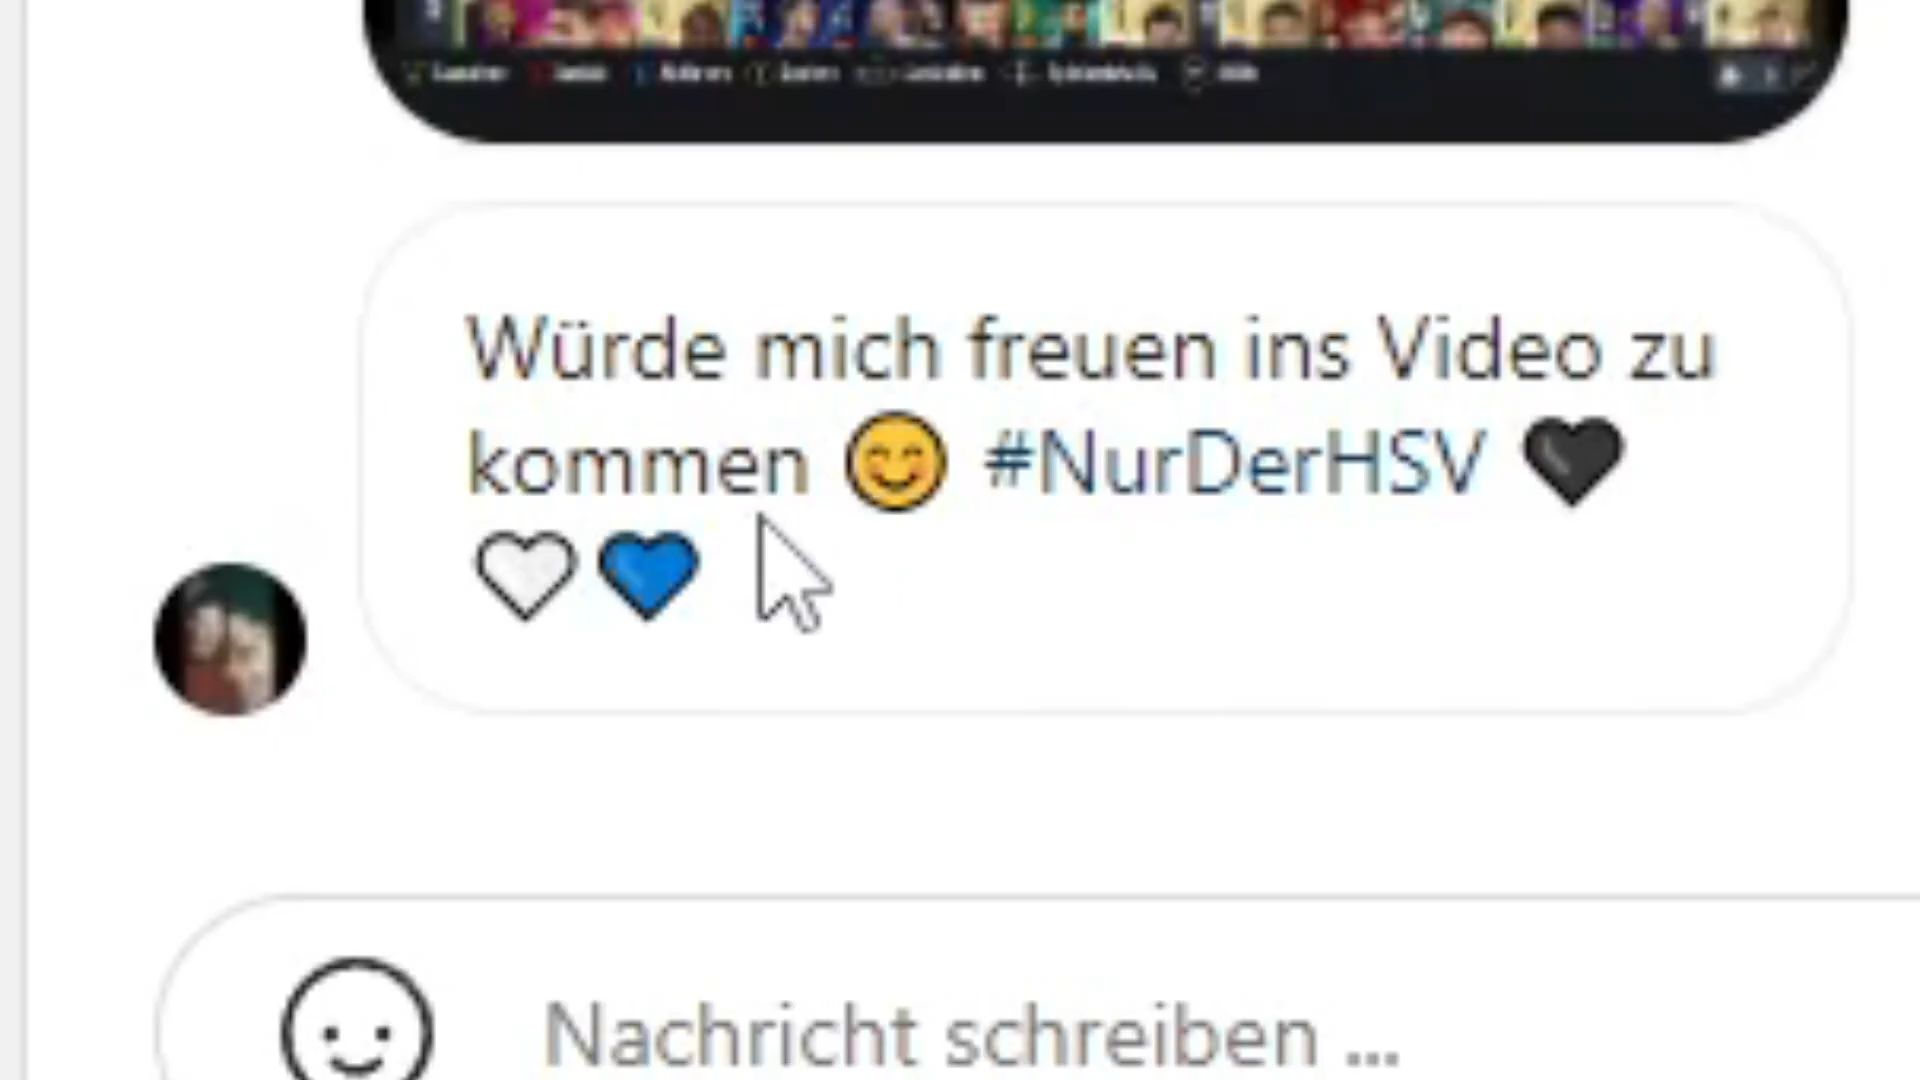 Würde mich freuen ins Video zu
kommen 😊 #NurDerHSV 🖤
🤍💙
Nachricht schreiben ...